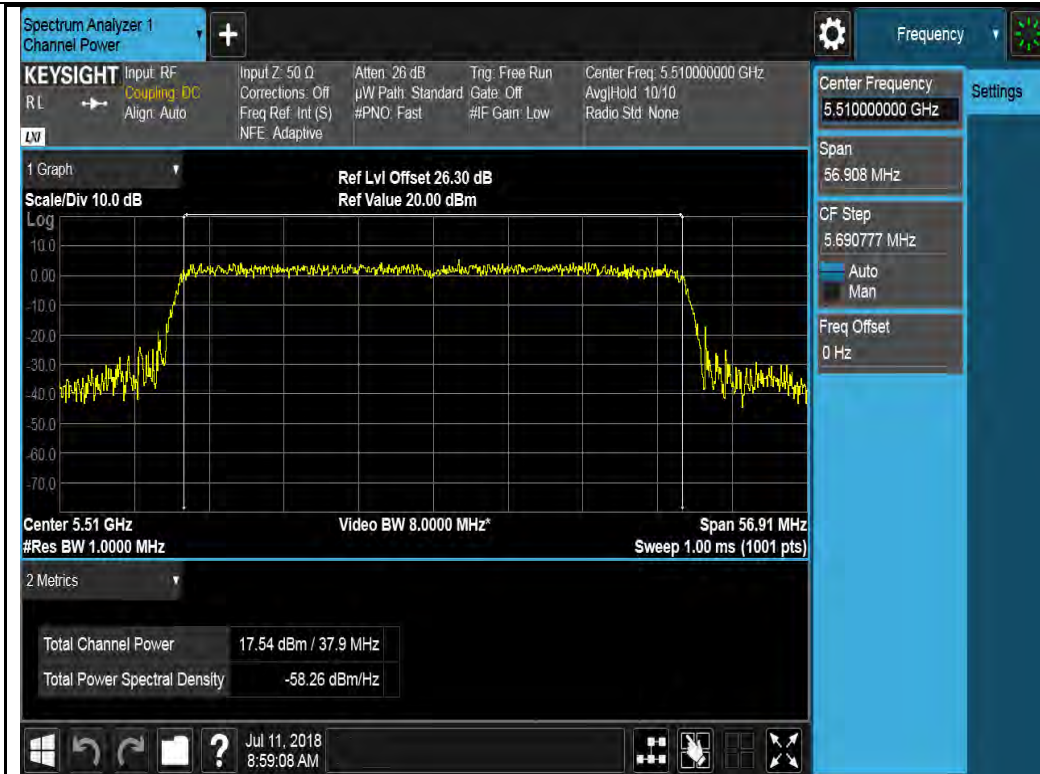 Spectrum Analyzer 1
Channel Power
+
Frequency
KEYSIGHT
RL
LXI
Input: RF
Coupling: DC
Align: Auto
Input Z: 50 Ω
Corrections: Off
Freq Ref: Int (S)
NFE: Adaptive
Atten: 26 dB
µW Path: Standard
#PNO: Fast
Trig: Free Run
Gate: Off
#IF Gain: Low
Center Freq: 5.510000000 GHz
Avg|Hold: 10/10
Radio Std: None
Center Frequency
5.510000000 GHz
Settings
Span
56.908 MHz
CF Step
5.690777 MHz
Auto
Man
Freq Offset
0 Hz
1 Graph
Ref Lvl Offset 26.30 dB
Scale/Div 10.0 dB
Ref Value 20.00 dBm
Log
10.0
0.00
-10.0
-20.0
-30.0
-40.0
-50.0
-60.0
-70.0
Center 5.51 GHz
Video BW 8.0000 MHz*
Span 56.91 MHz
#Res BW 1.0000 MHz
Sweep 1.00 ms (1001 pts)
2 Metrics
Total Channel Power 17.54 dBm / 37.9 MHz
Total Power Spectral Density -58.26 dBm/Hz
?
Jul 11, 2018
8:59:08 AM